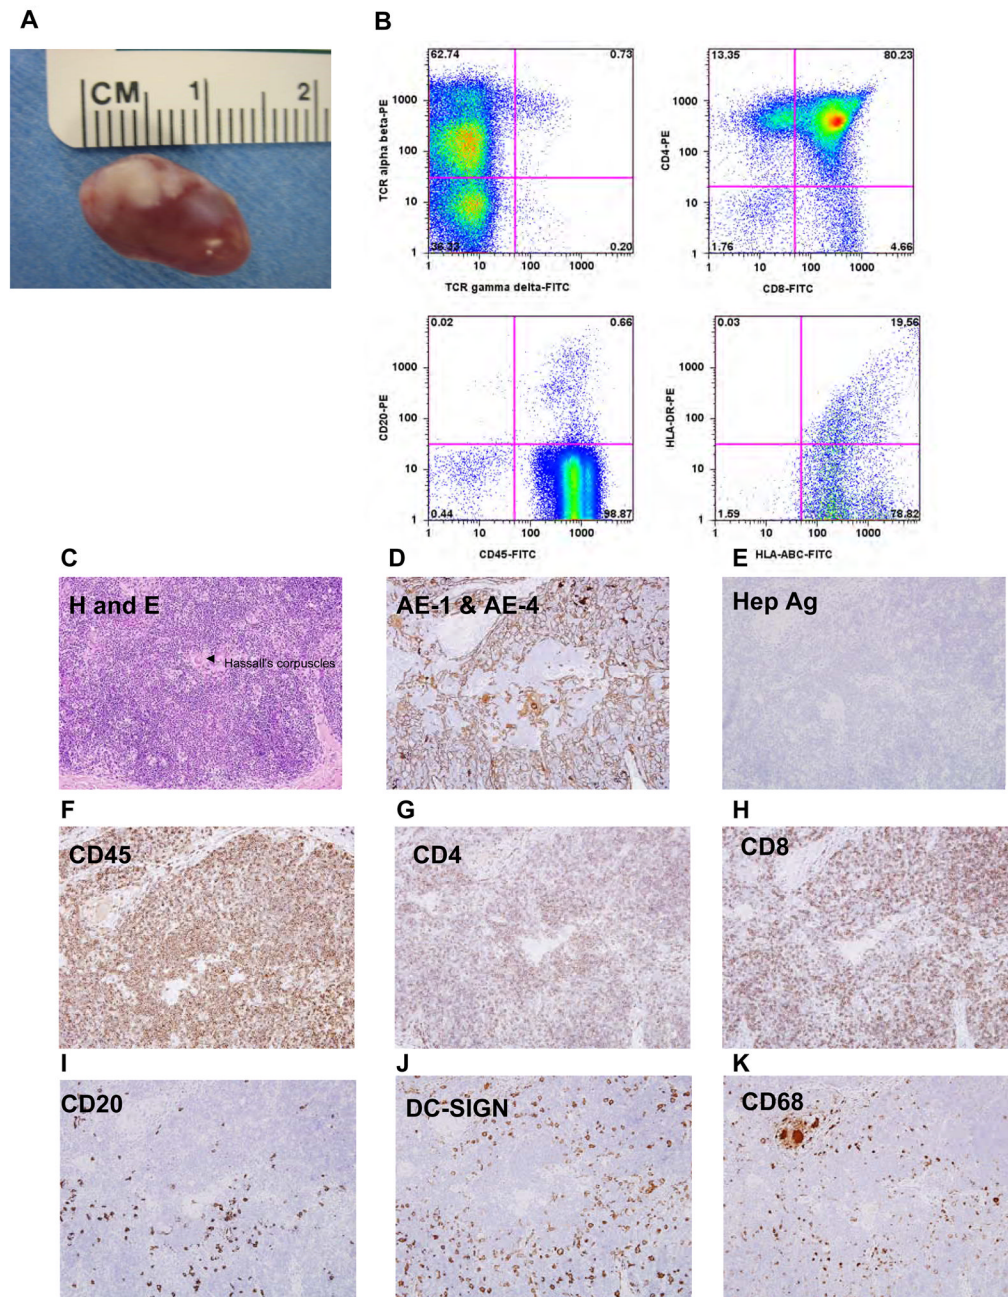 A
CM 1 2
B
62.74 0.73
TCR alpha beta-PE
1000
100
10
1
0.20
1 10 100 1000
TCR gamma delta-FITC
13.35 80.23
CD4-PE
1000
100
10
1
1.76 4.66
1 10 100 1000
CD8-FITC
0.02 0.66
CD20-PE
1000
100
10
1
0.44 98.87
1 10 100 1000
CD45-FITC
0.03 19.56
HLA-DR-PE
1000
100
10
1
1.59 78.82
1 10 100 1000
HLA-ABC-FITC
C
H and E
Hassall's corpuscles
D
AE-1 & AE-4
E
Hep Ag
F
CD45
G
CD4
H
CD8
I
CD20
J
DC-SIGN
K
CD68